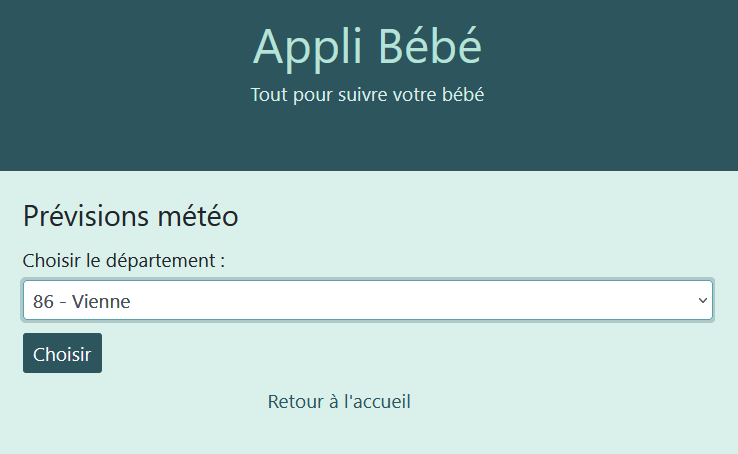 Appli Bébé
Tout pour suivre votre bébé
Prévisions météo
Choisir le département :
86 - Vienne
Choisir
Retour à l'accueil